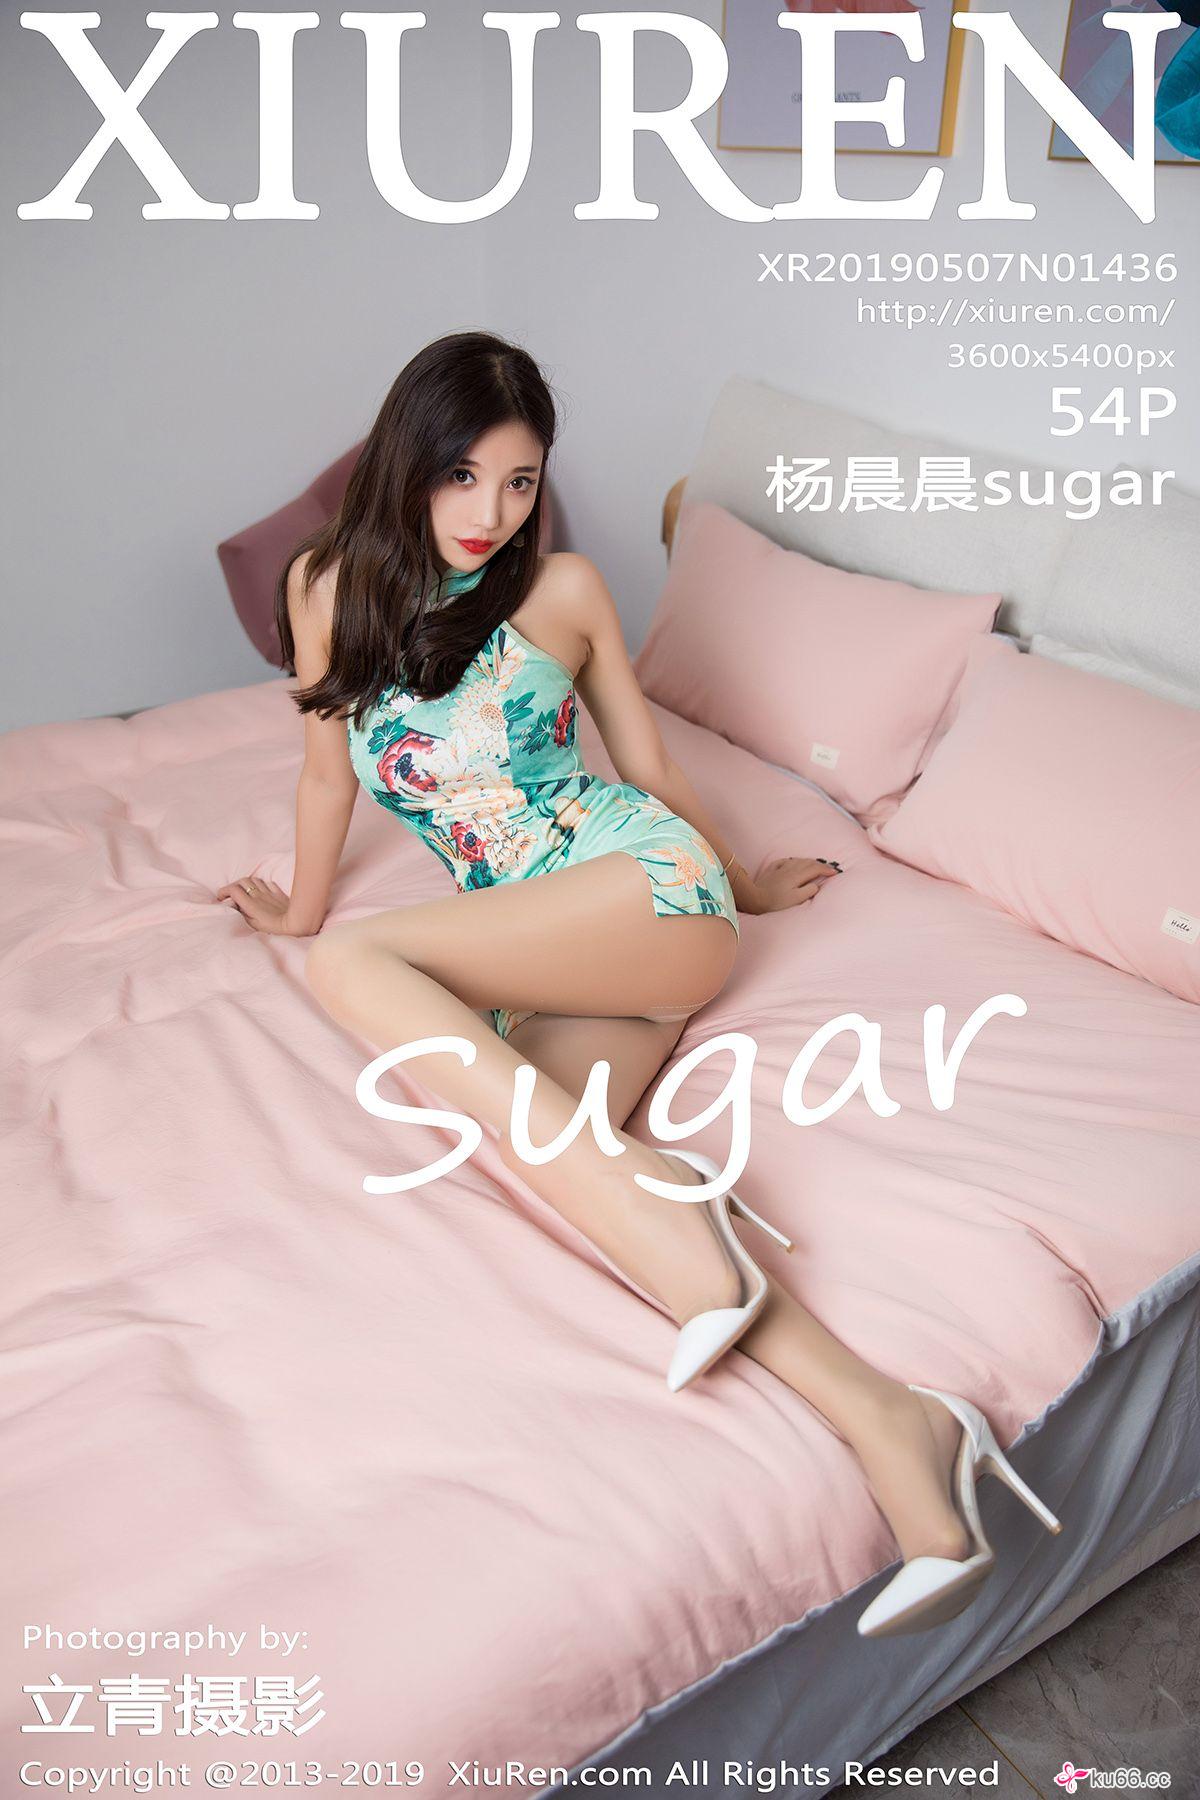 XIUREN
XR20190507N01436
http://xiuren.com/
3600x5400px
54P
杨晨晨sugar
Hello
sugar
Photography by:
立青摄影
Copyright @2013-2019 XiuRen.com All Rights Reserved
ku66.cc